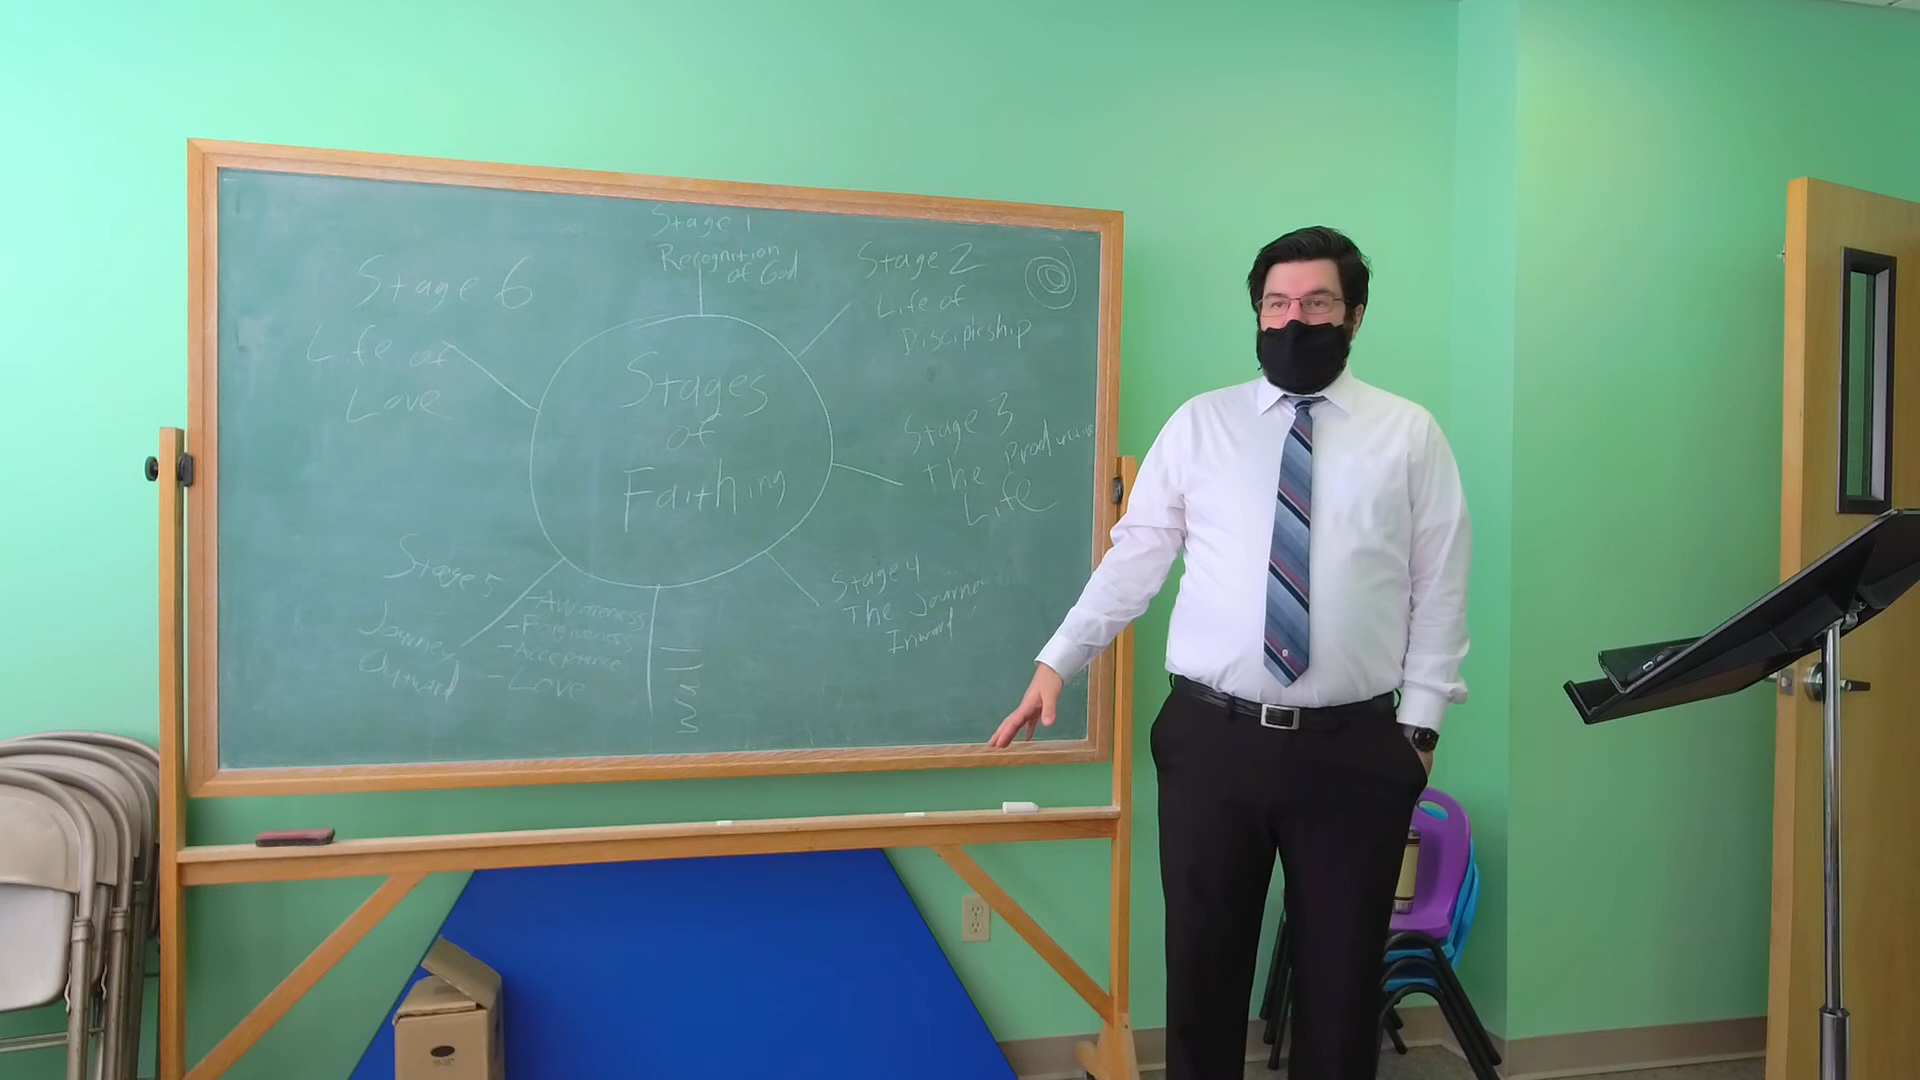 Stages
of
Faithing
Stage 1
Recognition
of God
Stage 2
Life of
Discipleship
Stage 3
The
Life
Stage 4
The Journey
Inward
Stage 5
Journey
Outward
-Awareness
-Forgiveness
-Acceptance
-Love
Stage 6
Life of
Love